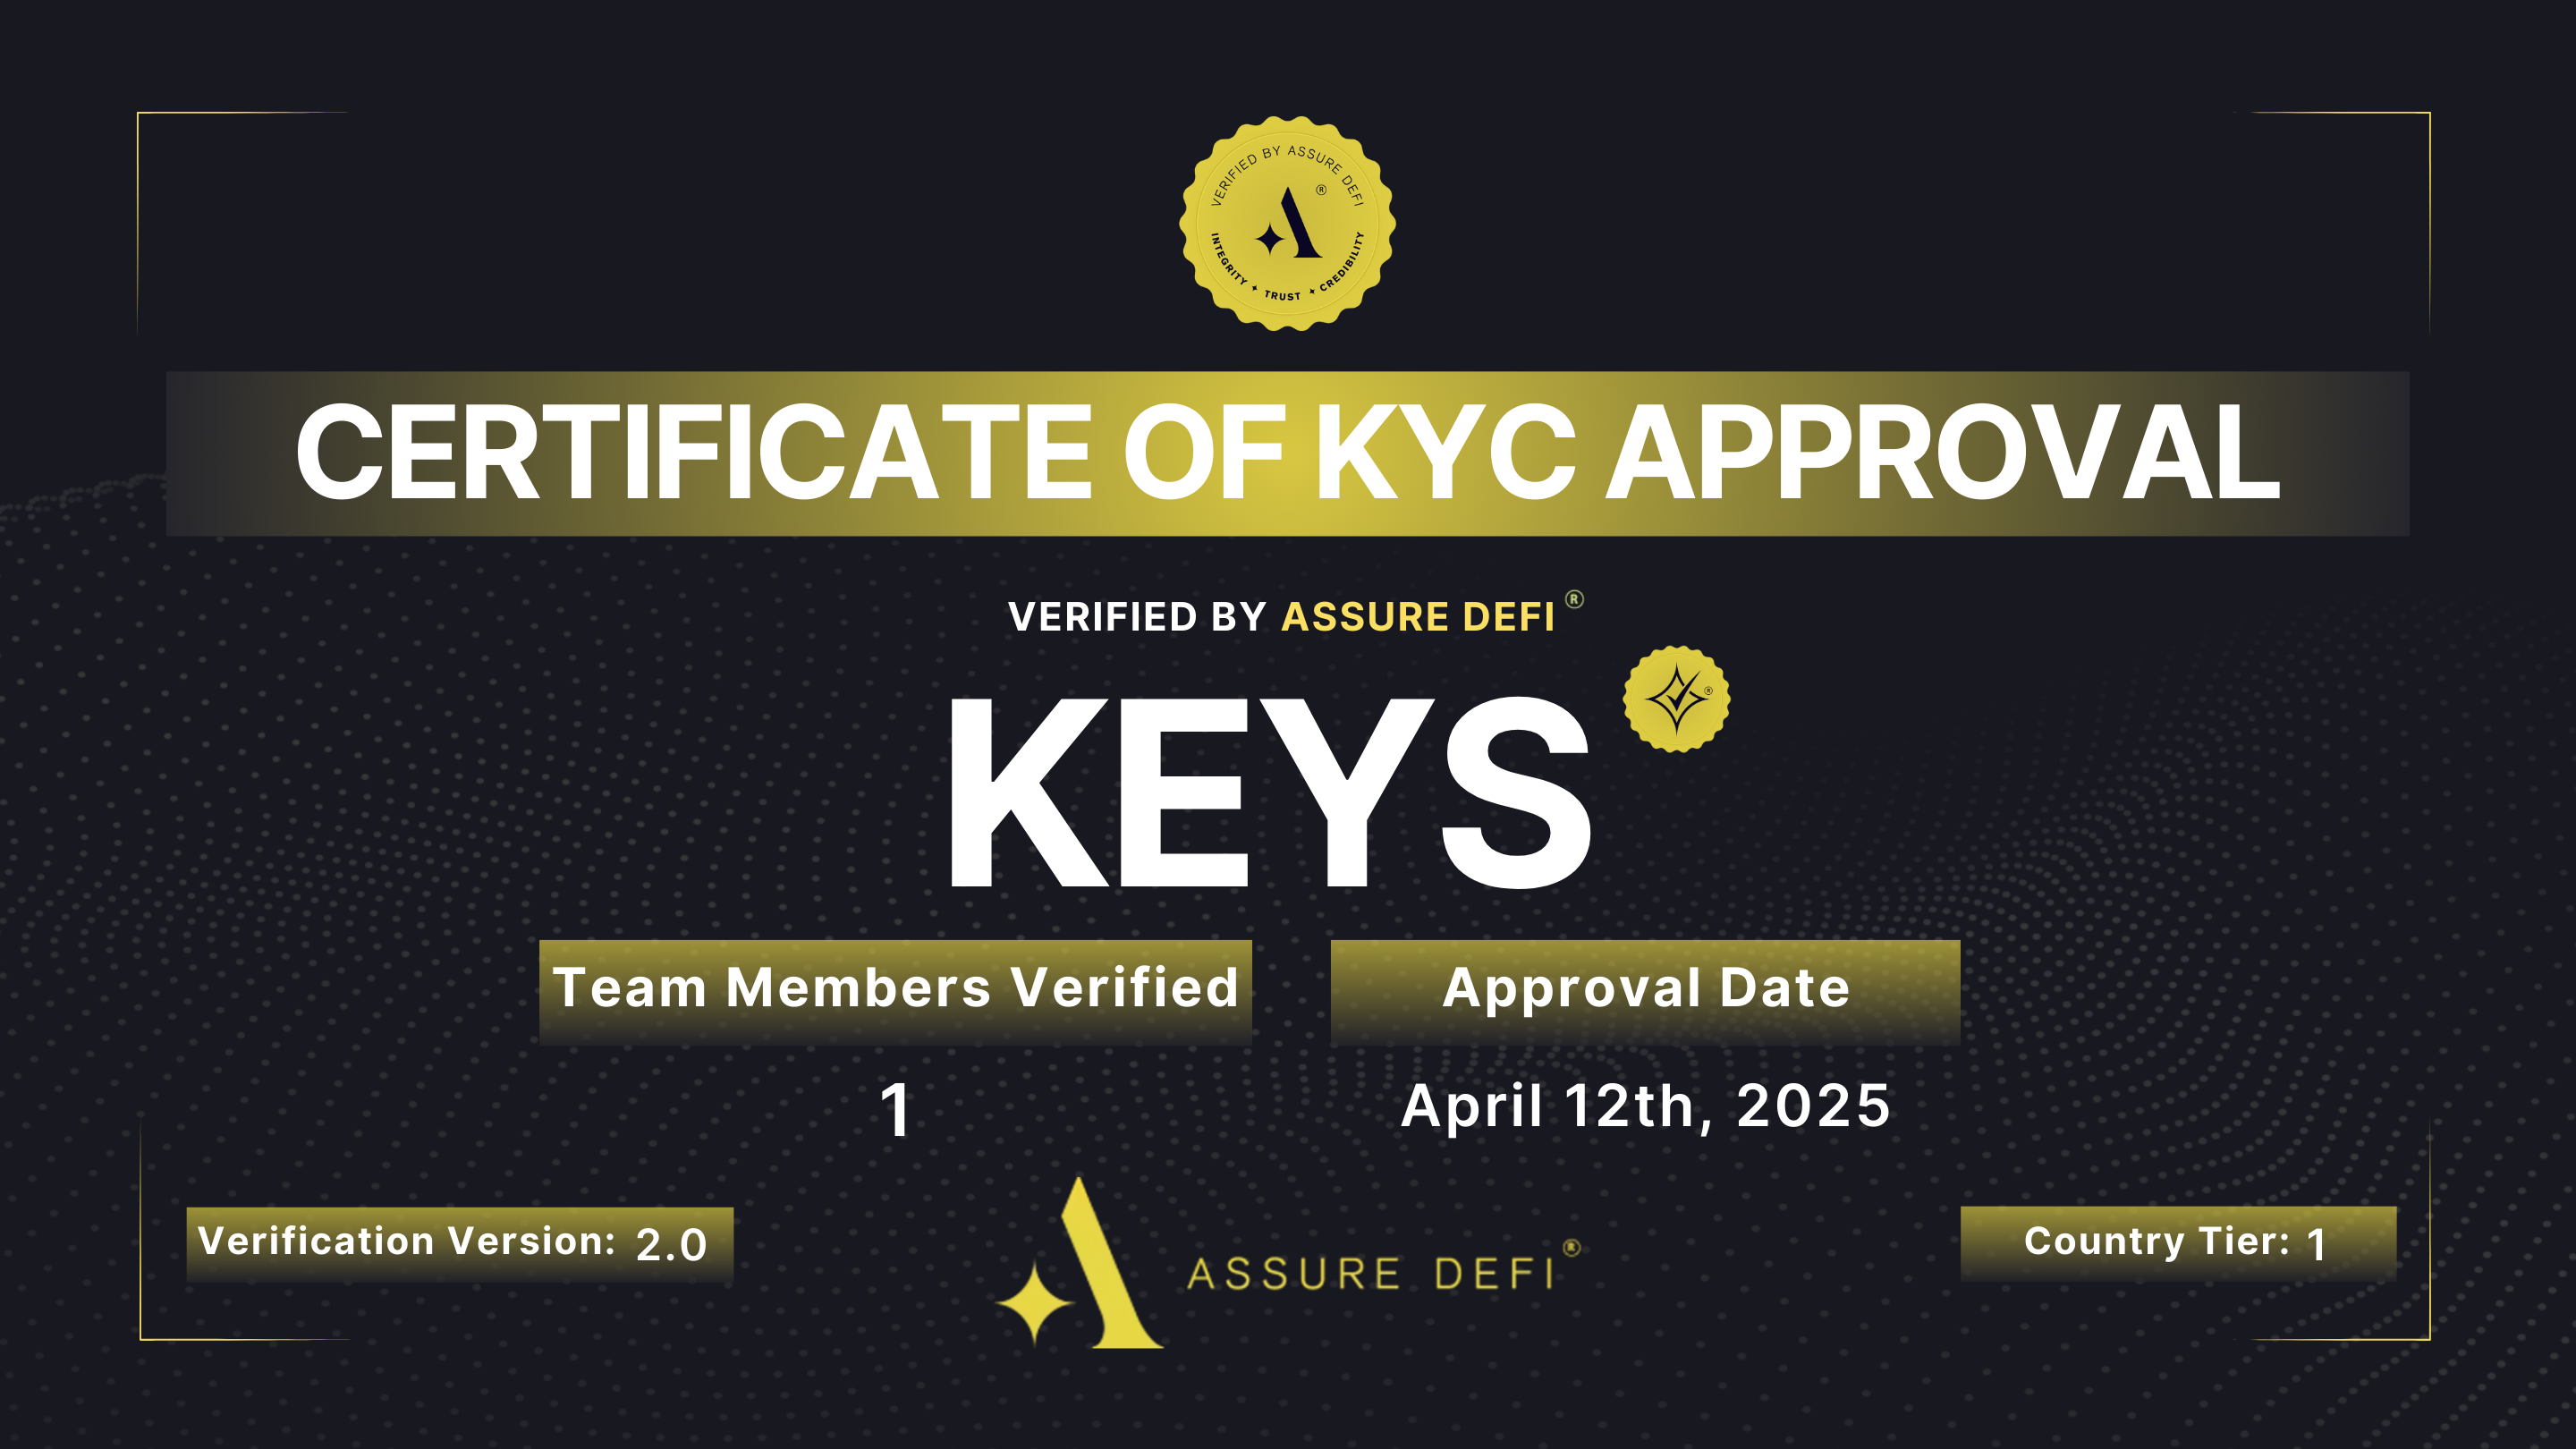 VERIFIED BY ASSURE DEFI
®
INTEGRITY ✦ TRUST ✦ CREDIBILITY
CERTIFICATE OF KYC APPROVAL
VERIFIED BY ASSURE DEFI ®
KEYS
®
Team Members Verified
Approval Date
1
April 12th, 2025
Verification Version: 2.0
ASSURE DEFI ®
Country Tier: 1